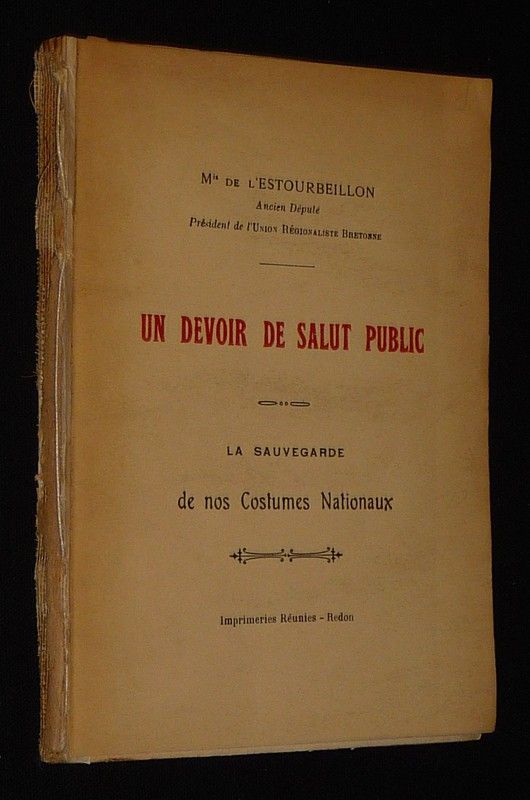 Mis DE L'ESTOURBEILLON
Ancien Député
Président de l'UNION RÉGIONALISTE BRETONNE
UN DEVOIR DE SALUT PUBLIC
LA SAUVEGARDE
de nos Costumes Nationaux
Imprimeries Réunies - Redon